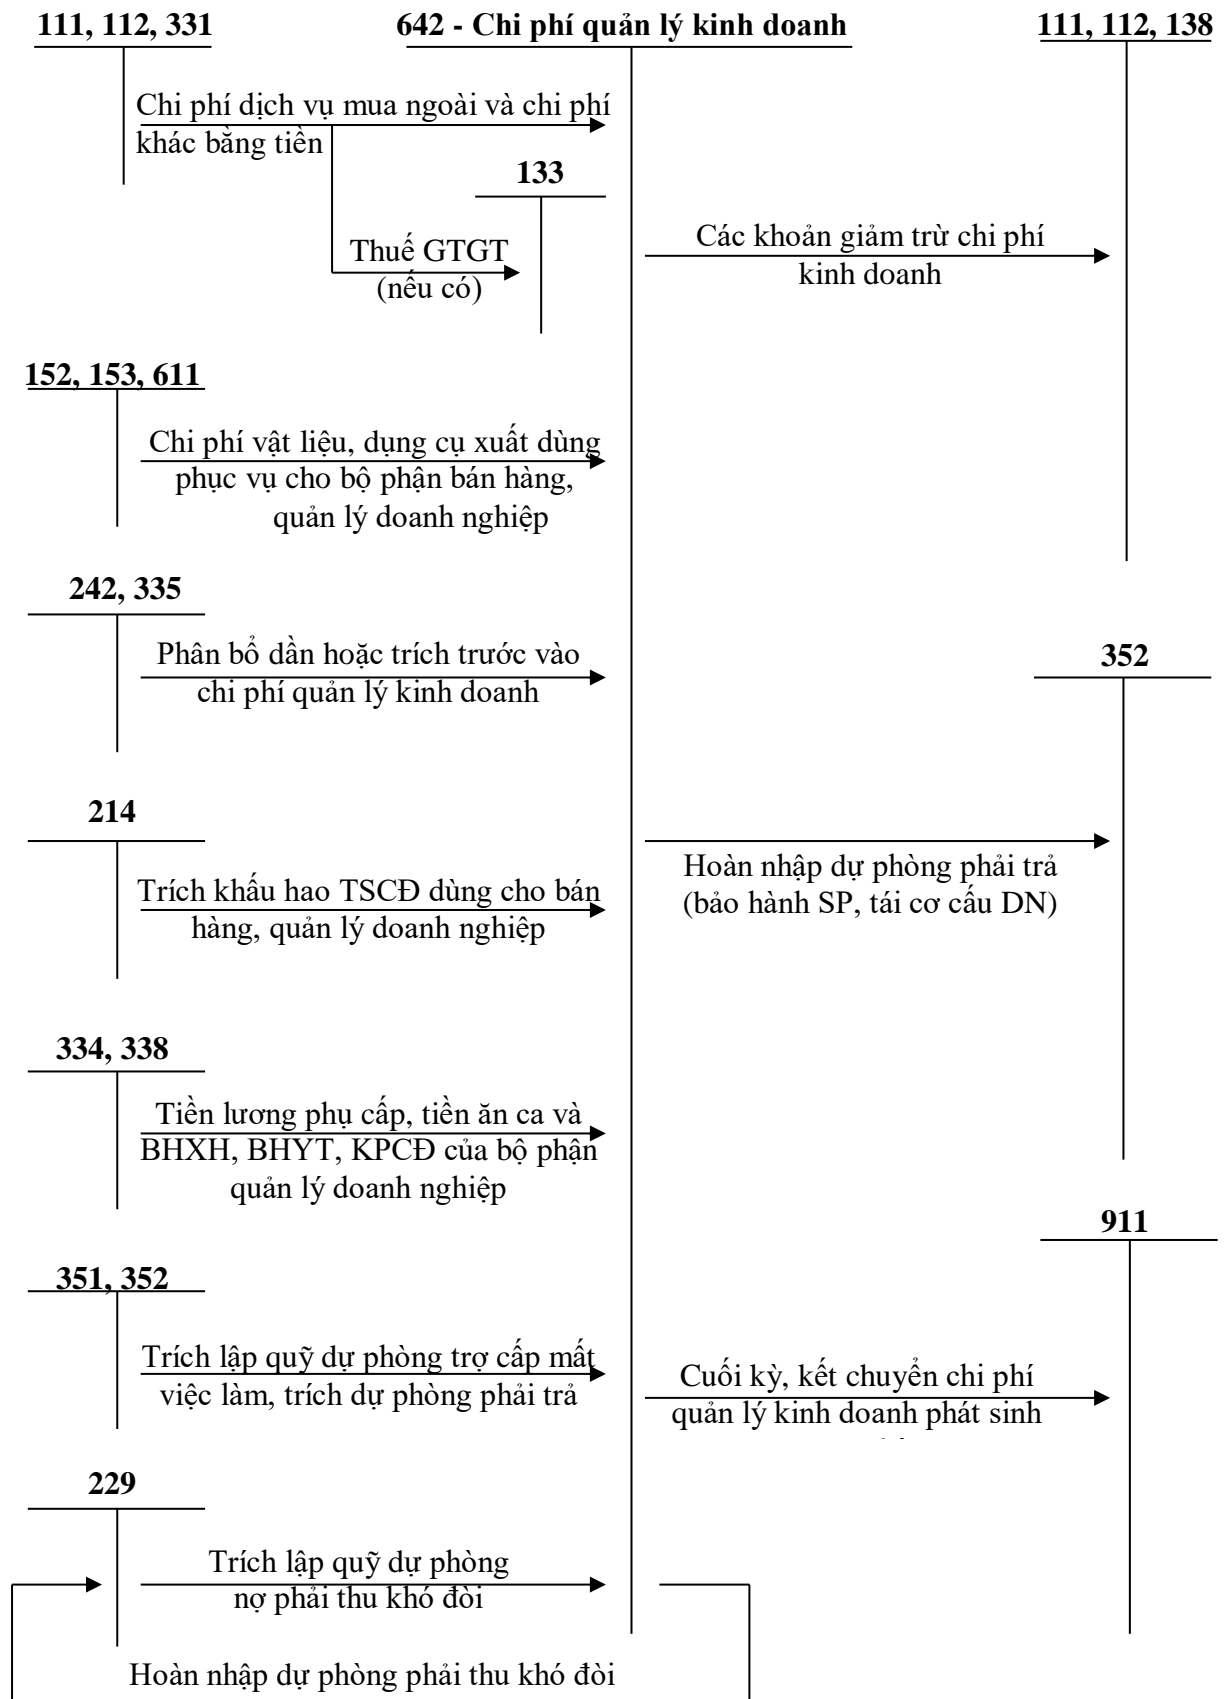 111, 112, 331
642 - Chi phí quản lý kinh doanh
111, 112, 138
Chi phí dịch vụ mua ngoài và chi phí
khác bằng tiền
133
Thuế GTGT
(nếu có)
Các khoản giảm trừ chi phí
kinh doanh
152, 153, 611
Chi phí vật liệu, dụng cụ xuất dùng
phục vụ cho bộ phận bán hàng,
quản lý doanh nghiệp
242, 335
Phân bổ dần hoặc trích trước vào
chi phí quản lý kinh doanh
352
214
Trích khấu hao TSCĐ dùng cho bán
hàng, quản lý doanh nghiệp
Hoàn nhập dự phòng phải trả
(bảo hành SP, tái cơ cấu DN)
334, 338
Tiền lương phụ cấp, tiền ăn ca và
BHXH, BHYT, KPCĐ của bộ phận
quản lý doanh nghiệp
911
351, 352
Trích lập quỹ dự phòng trợ cấp mất
việc làm, trích dự phòng phải trả
Cuối kỳ, kết chuyển chi phí
quản lý kinh doanh phát sinh
229
Trích lập quỹ dự phòng
nợ phải thu khó đòi
Hoàn nhập dự phòng phải thu khó đòi